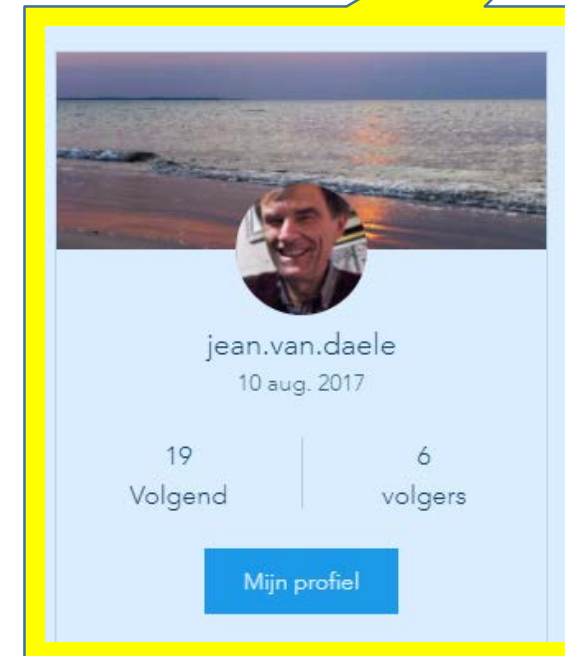 jean.van.daele
10 aug. 2017
19
Volgend
6
volgers
Mijn profiel